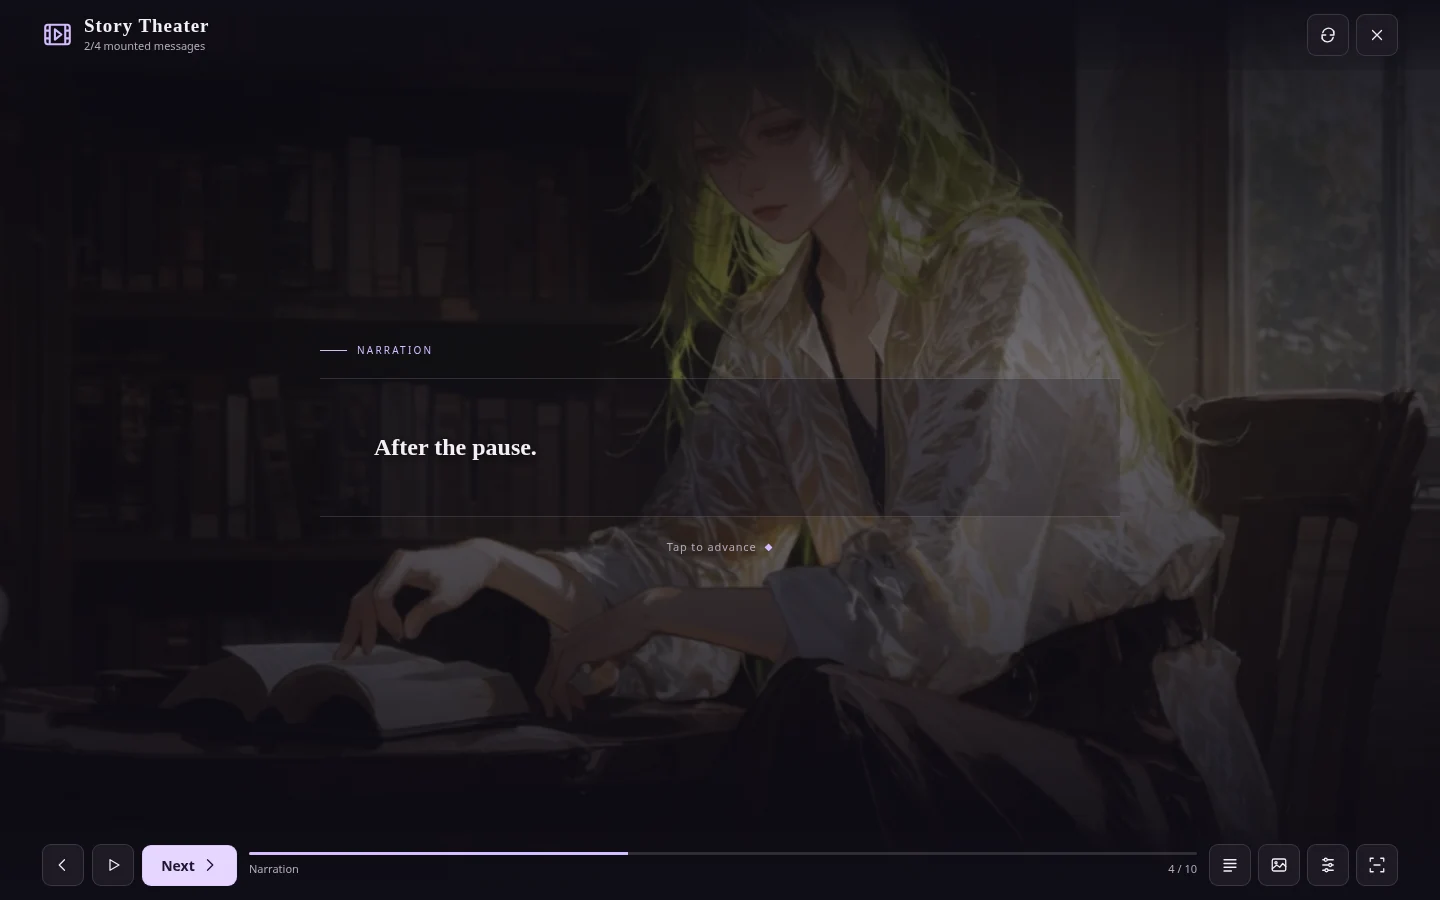 Story Theater
2/4 mounted messages
NARRATION
After the pause.
Tap to advance
Next
Narration
4 / 10